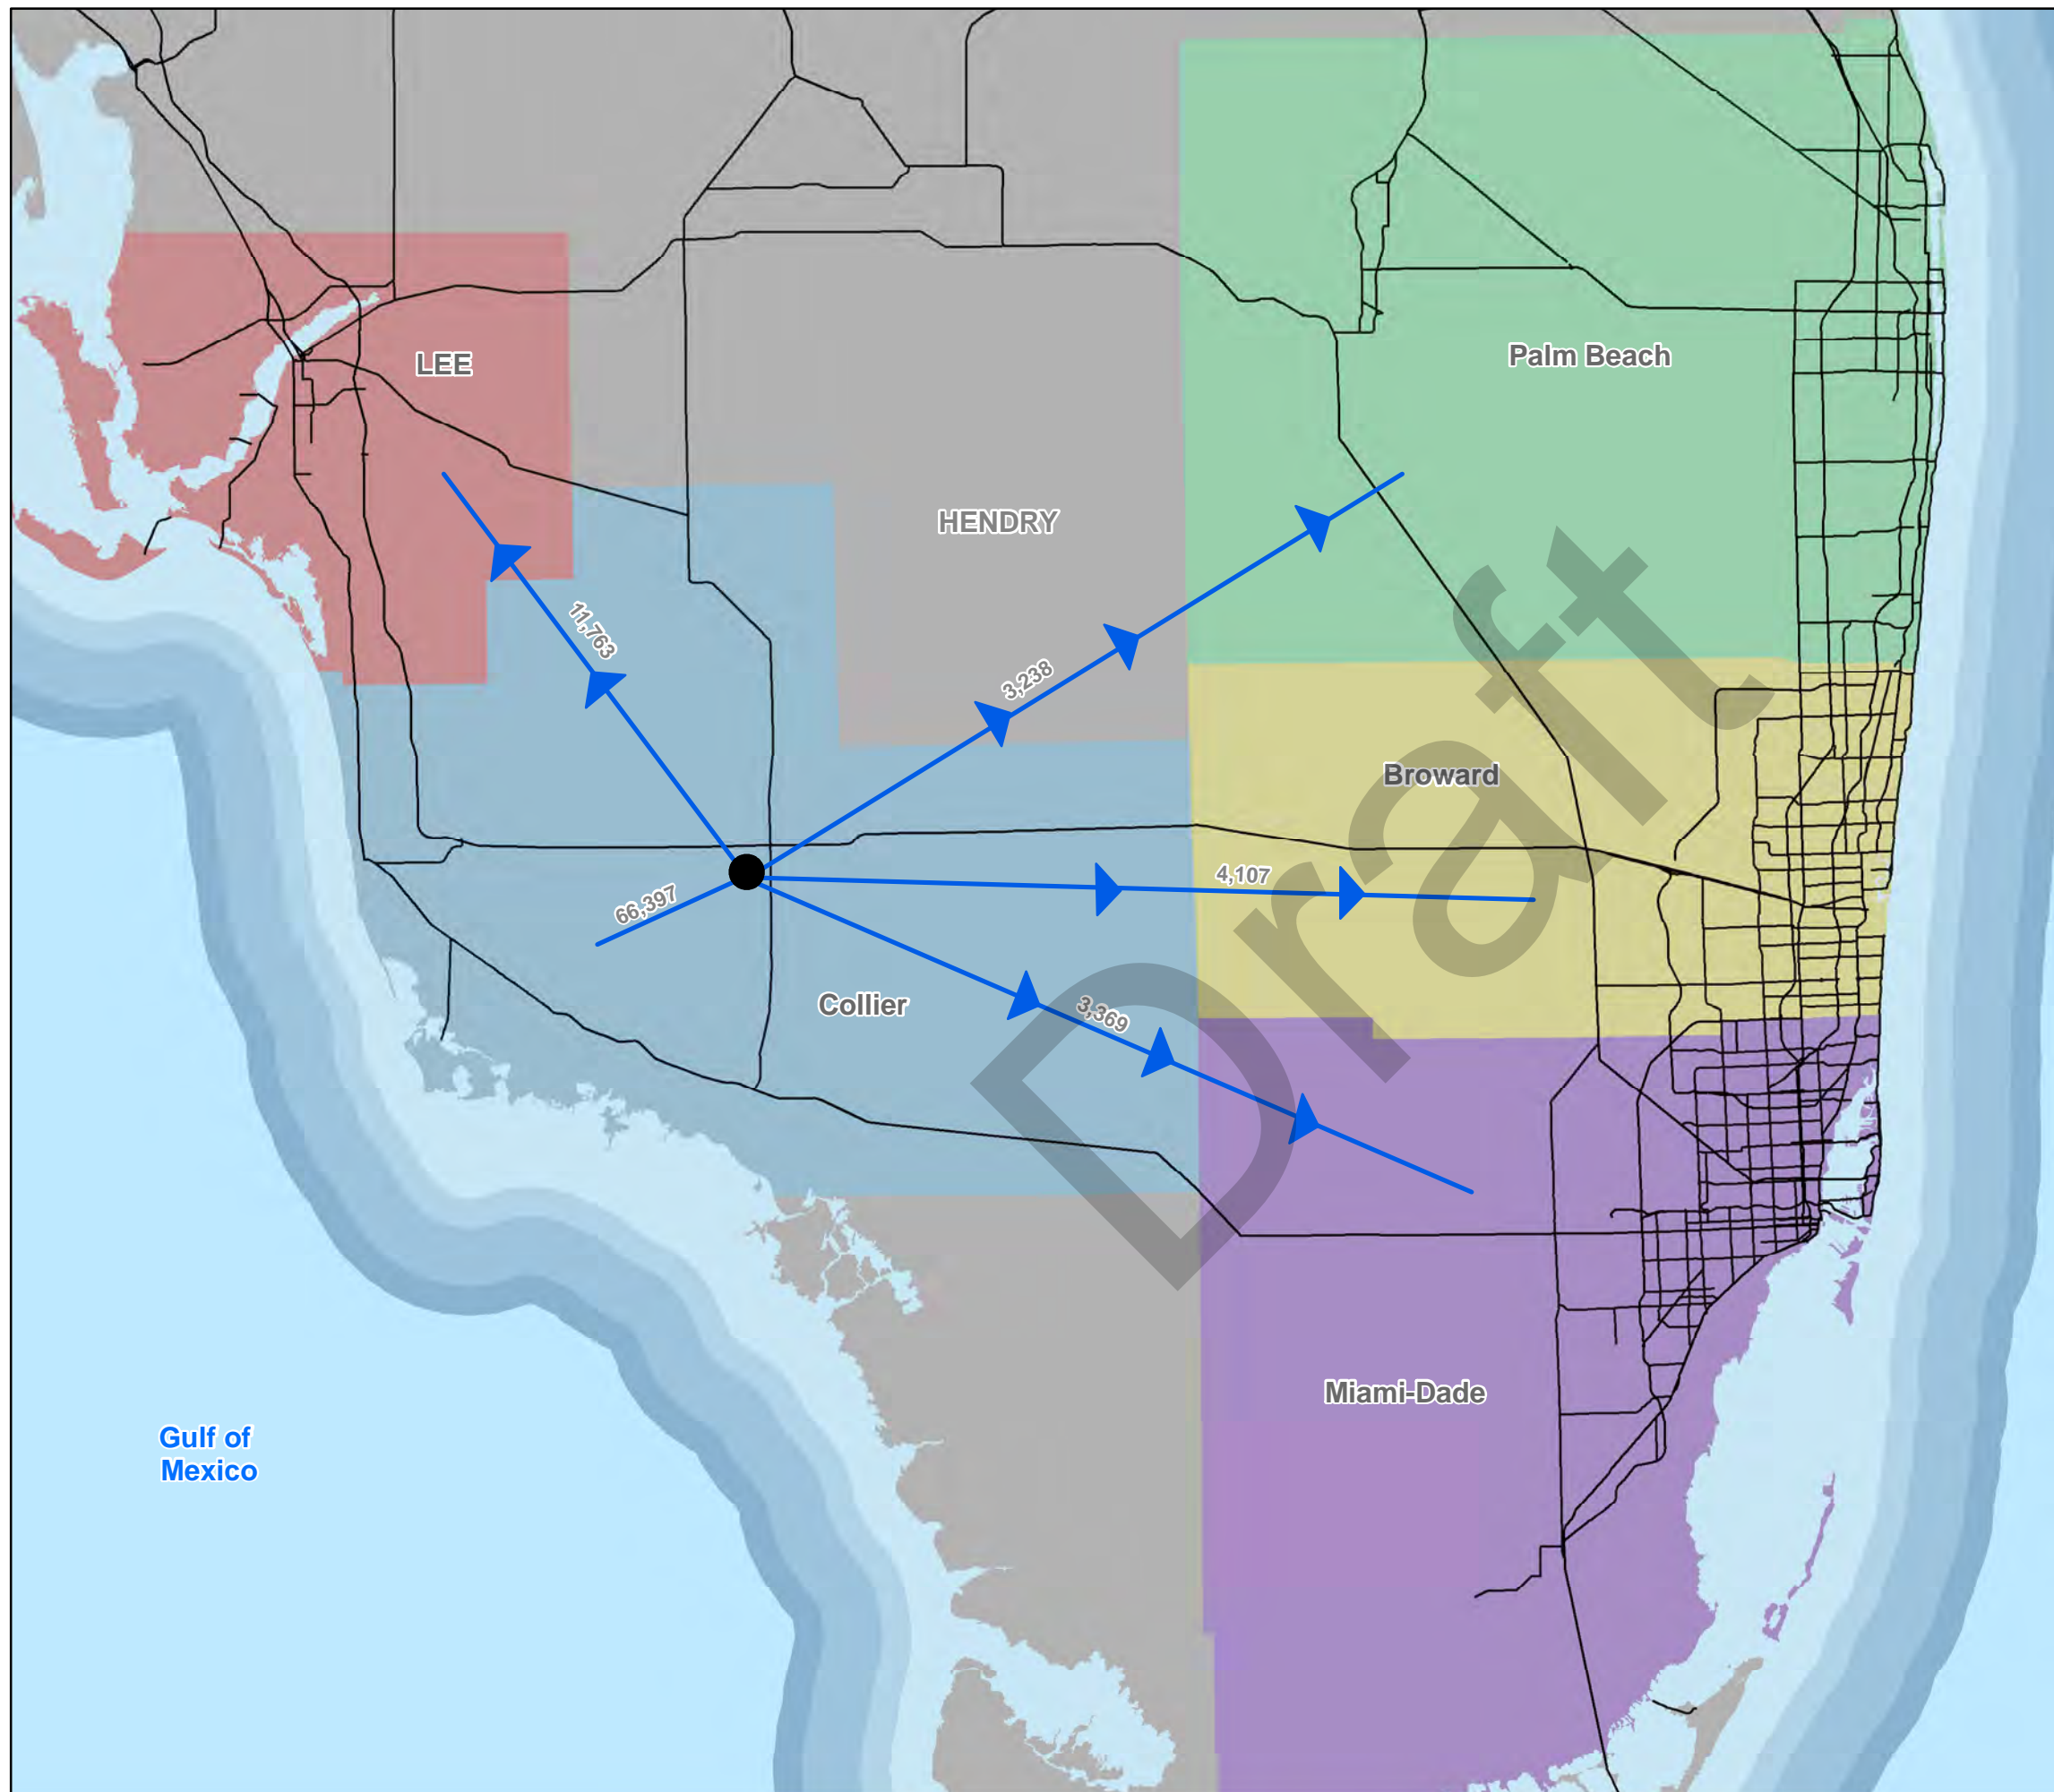 LEE
Palm Beach
HENDRY
11,763
3,238
Broward
4,107
66,397
Collier
3,369
Draft
Miami-Dade
Gulf of
Mexico